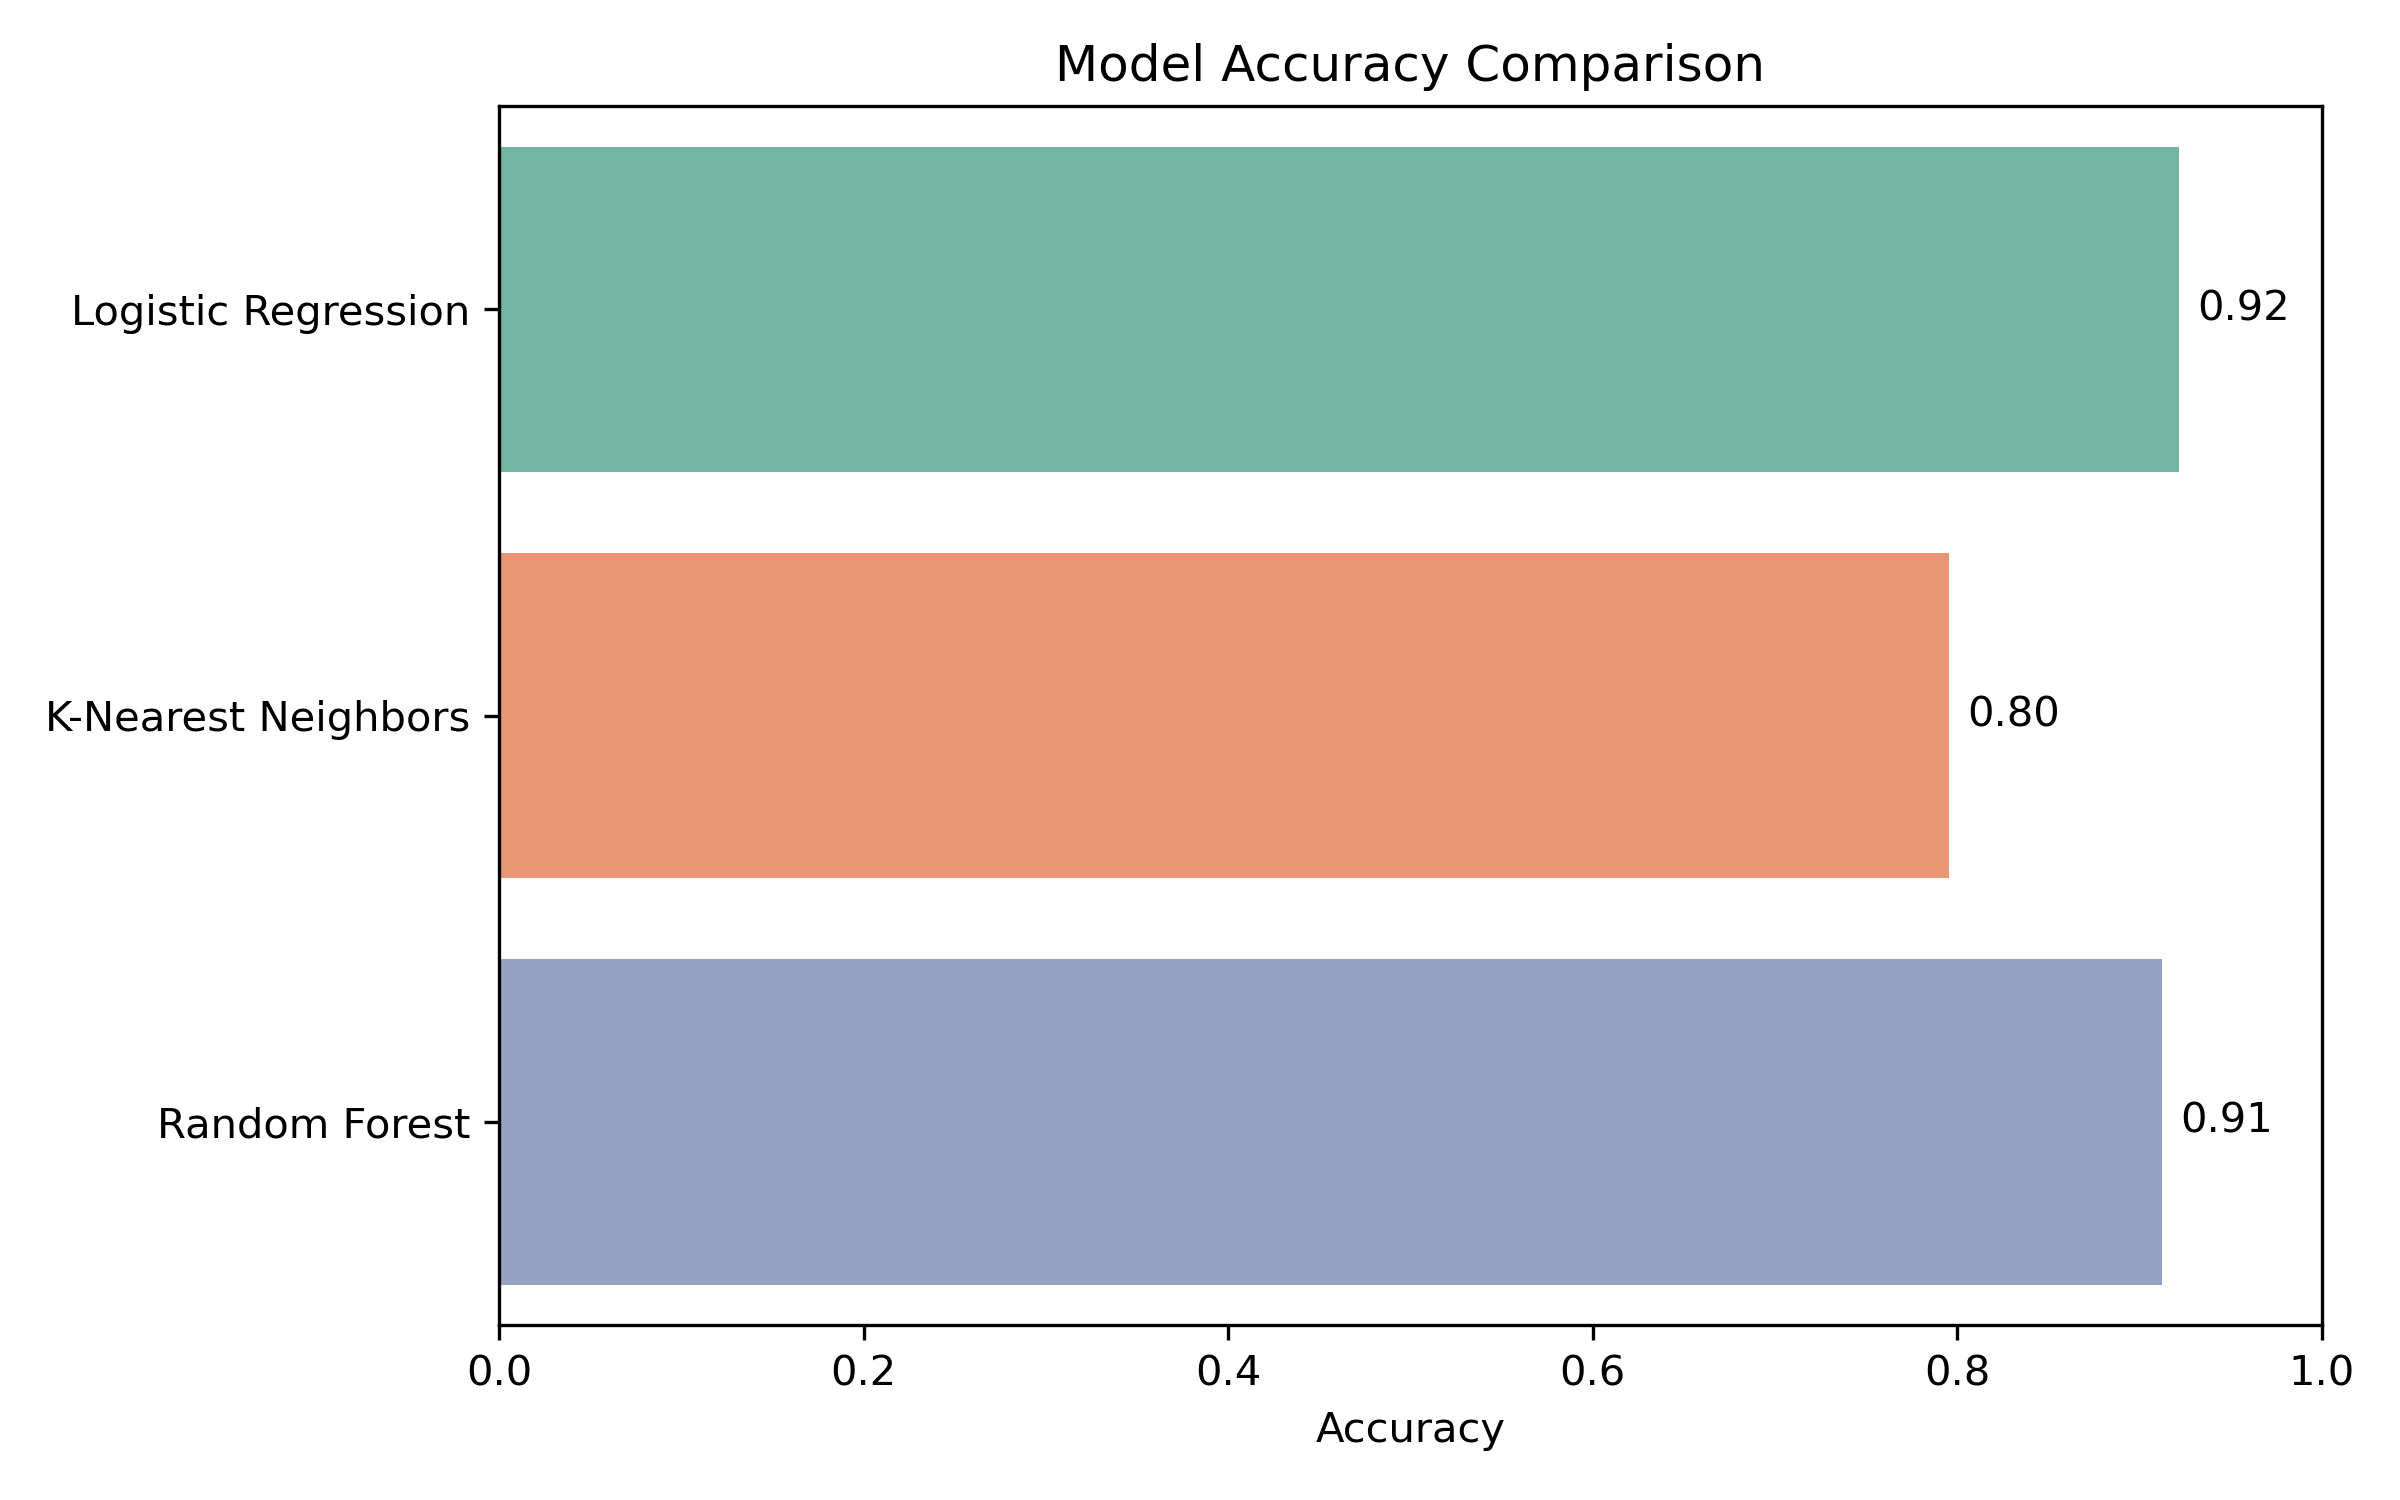 Model Accuracy Comparison
Logistic Regression
0.92
K-Nearest Neighbors
0.80
Random Forest
0.91
0.0 0.2 0.4 0.6 0.8 1.0
Accuracy